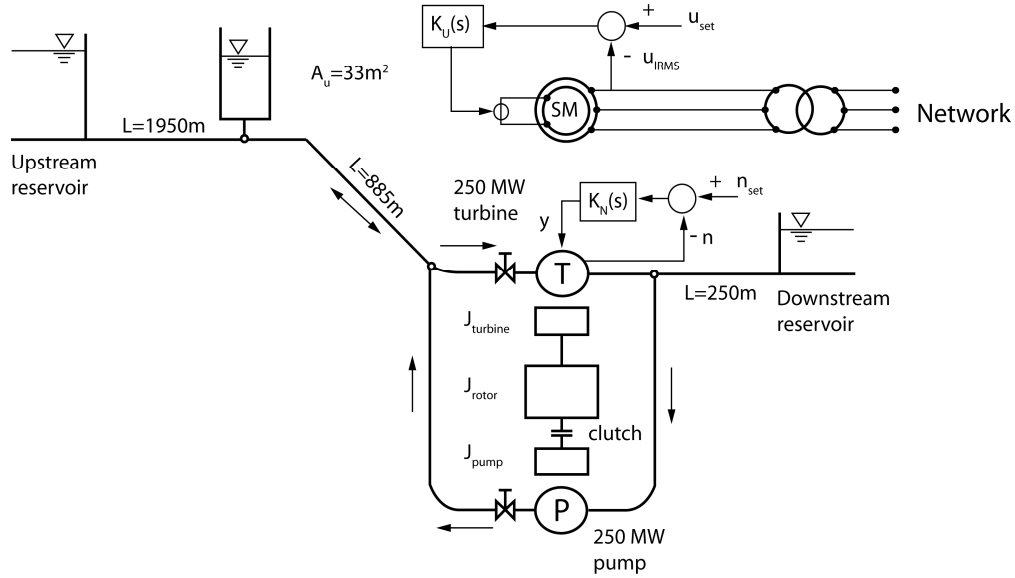 K_U(s)
+
u_set
- u_IRMS
A_u=33m²
SM
Network
L=1950m
Upstream
reservoir
L=885m
250 MW
turbine
K_N(s)
+ n_set
y
- n
T
L=250m
Downstream
reservoir
J_turbine
J_rotor
clutch
J_pump
P
250 MW
pump